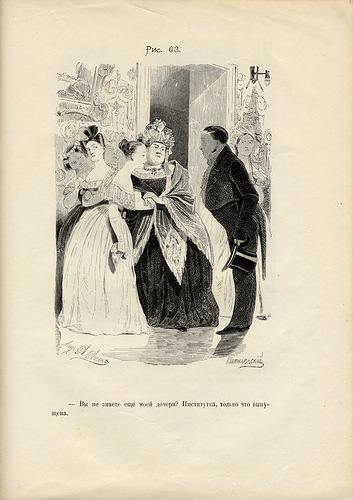 Рис. 63.
— Вы не знаете еще моей дочери? Институтка, только что выпу-
щена.